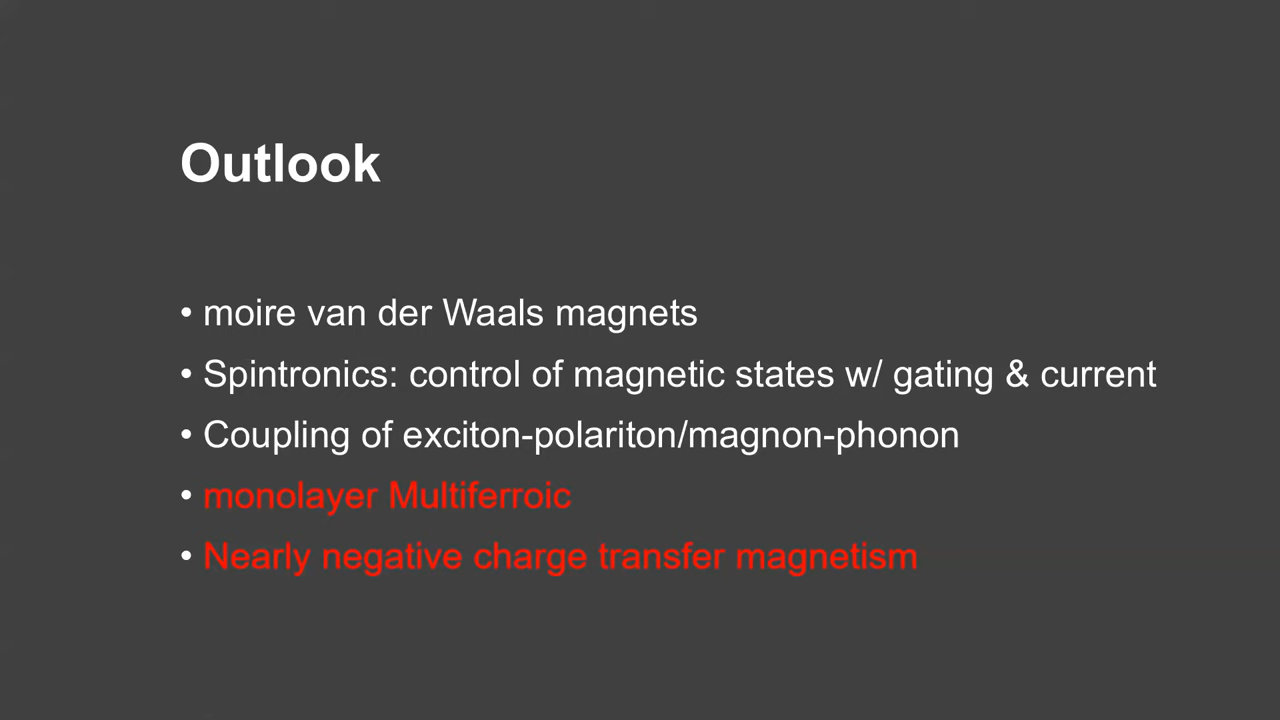 Outlook
• moire van der Waals magnets
• Spintronics: control of magnetic states w/ gating & current
• Coupling of exciton-polariton/magnon-phonon
• monolayer Multiferroic
• Nearly negative charge transfer magnetism